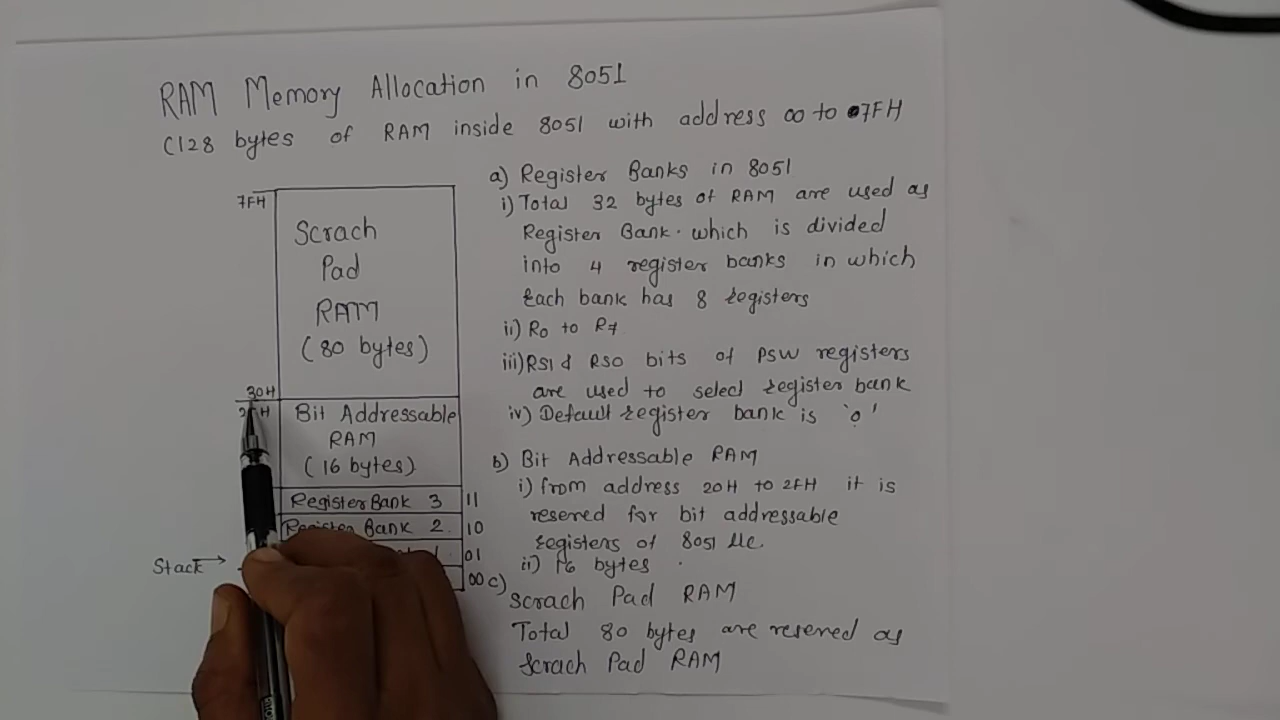 RAM Memory Allocation in 8051
(128 bytes of RAM inside 8051 with address 00 to 07FH
7FH
Scrach
Pad
RAM
(80 bytes)
30H
Bit Addressable
RAM
(16 bytes)
Register Bank 3 11
Register Bank 2 10
01
Stack →
00
a) Register Banks in 8051
i) Total 32 bytes of RAM are used as
Register Bank. which is divided
into 4 register banks in which
Each bank has 8 registers
ii) R0 to R7
iii) RS1 & RS0 bits of PSW registers
are used to select register bank
iv) Default register bank is '0'
b) Bit Addressable RAM
i) from address 20H to 2FH it is
reserved for bit addressable
registers of 8051 uc.
ii) 16 bytes
c)
Scrach Pad RAM
Total 80 bytes are reserved as
Scrach Pad RAM